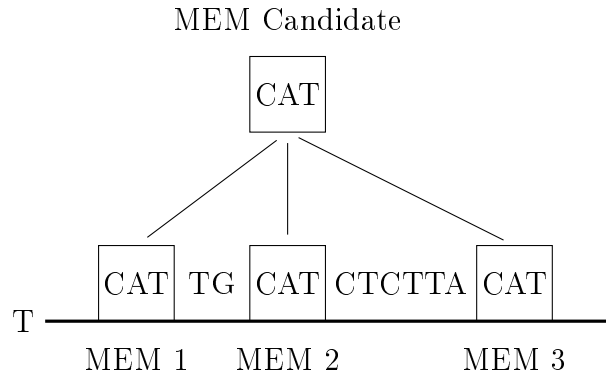 MEM Candidate
CAT
CAT TG CAT CTCTTA CAT
T
MEM 1 MEM 2 MEM 3